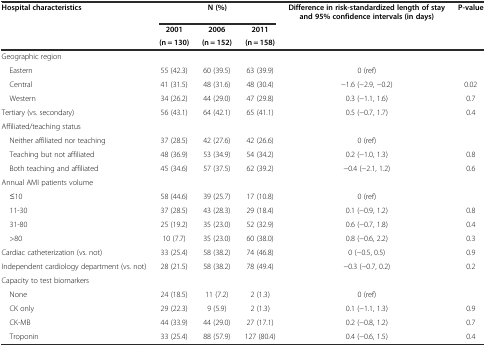 Hospital characteristics N (%) Difference in risk-standardized length of stay and 95% confidence intervals (in days) P-value
2001 2006 2011
(n = 130) (n = 152) (n = 158)
Geographic region
Eastern 55 (42.3) 60 (39.5) 63 (39.9) 0 (ref)
Central 41 (31.5) 48 (31.6) 48 (30.4) −1.6 (−2.9, −0.2) 0.02
Western 34 (26.2) 44 (29.0) 47 (29.8) 0.3 (−1.1, 1.6) 0.7
Tertiary (vs. secondary) 56 (43.1) 64 (42.1) 65 (41.1) 0.5 (−0.7, 1.7) 0.4
Affiliated/teaching status
Neither affiliated nor teaching 37 (28.5) 42 (27.6) 42 (26.6) 0 (ref)
Teaching but not affiliated 48 (36.9) 53 (34.9) 54 (34.2) 0.2 (−1.0, 1.3) 0.8
Both teaching and affiliated 45 (34.6) 57 (37.5) 62 (39.2) −0.4 (−2.1, 1.2) 0.6
Annual AMI patients volume
≤10 58 (44.6) 39 (25.7) 17 (10.8) 0 (ref)
11-30 37 (28.5) 43 (28.3) 29 (18.4) 0.1 (−0.9, 1.2) 0.8
31-80 25 (19.2) 35 (23.0) 52 (32.9) 0.6 (−0.7, 1.8) 0.4
>80 10 (7.7) 35 (23.0) 60 (38.0) 0.8 (−0.6, 2.2) 0.3
Cardiac catheterization (vs. not) 33 (25.4) 58 (38.2) 74 (46.8) 0 (−0.5, 0.5) 0.9
Independent cardiology department (vs. not) 28 (21.5) 58 (38.2) 78 (49.4) −0.3 (−0.7, 0.2) 0.2
Capacity to test biomarkers
None 24 (18.5) 11 (7.2) 2 (1.3) 0 (ref)
CK only 29 (22.3) 9 (5.9) 2 (1.3) 0.1 (−1.1, 1.3) 0.9
CK-MB 44 (33.9) 44 (29.0) 27 (17.1) 0.2 (−0.8, 1.2) 0.7
Troponin 33 (25.4) 88 (57.9) 127 (80.4) 0.4 (−0.6, 1.5) 0.4